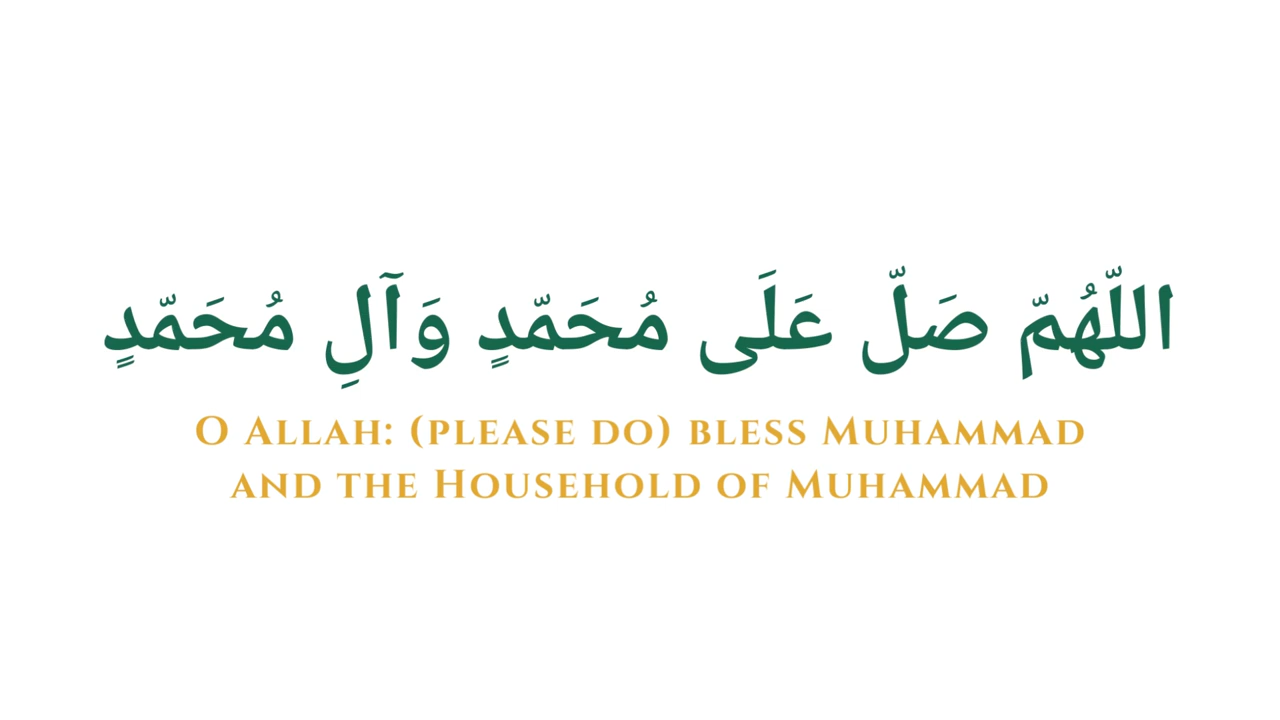 اللّهُمّ صَلّ عَلَى مُحَمّدٍ وَآلِ مُحَمّدٍ
O Allah: (please do) bless Muhammad
and the Household of Muhammad